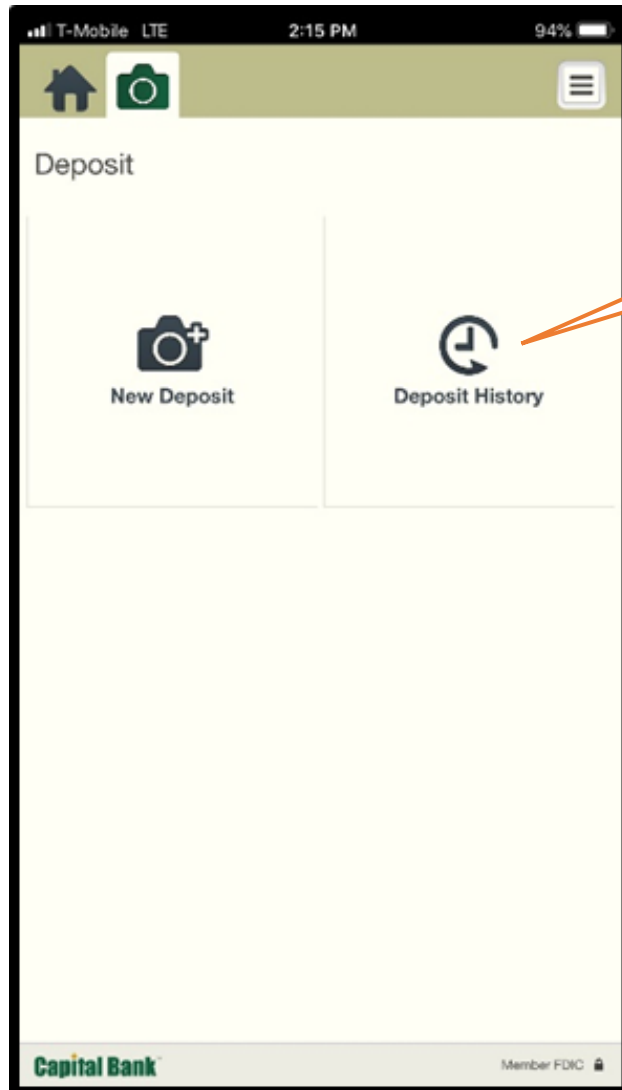 T-Mobile LTE 2:15 PM 94%
Deposit
New Deposit Deposit History
Capital Bank Member FDIC